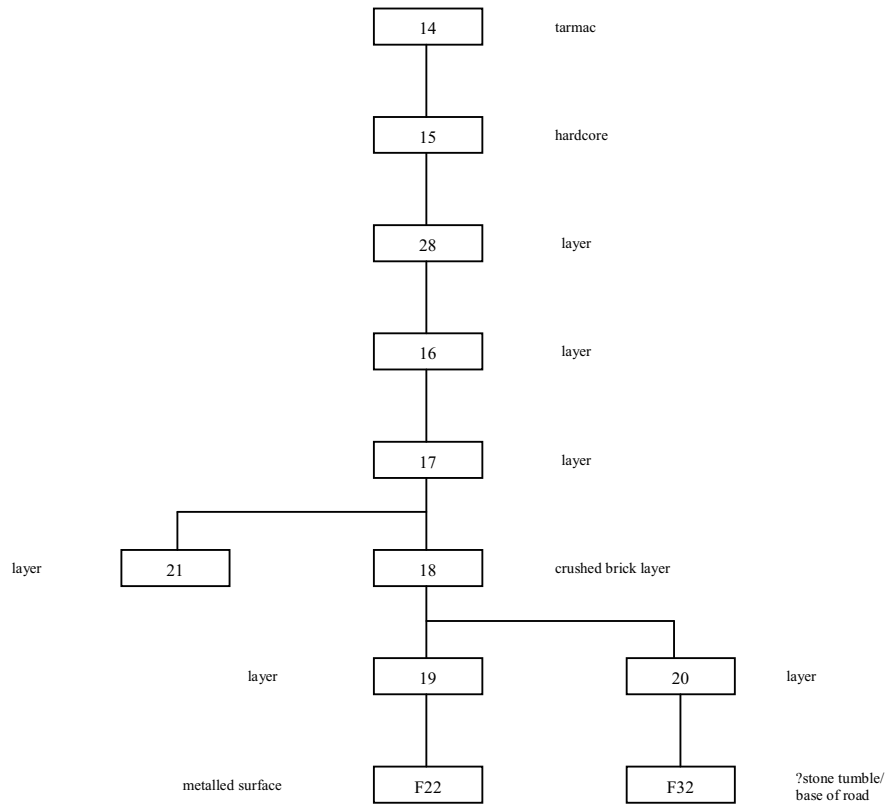 14 tarmac
15 hardcore
28 layer
16 layer
17 layer
layer 21 18 crushed brick layer
layer 19 20 layer
metalled surface F22 F32 ?stone tumble/
base of road